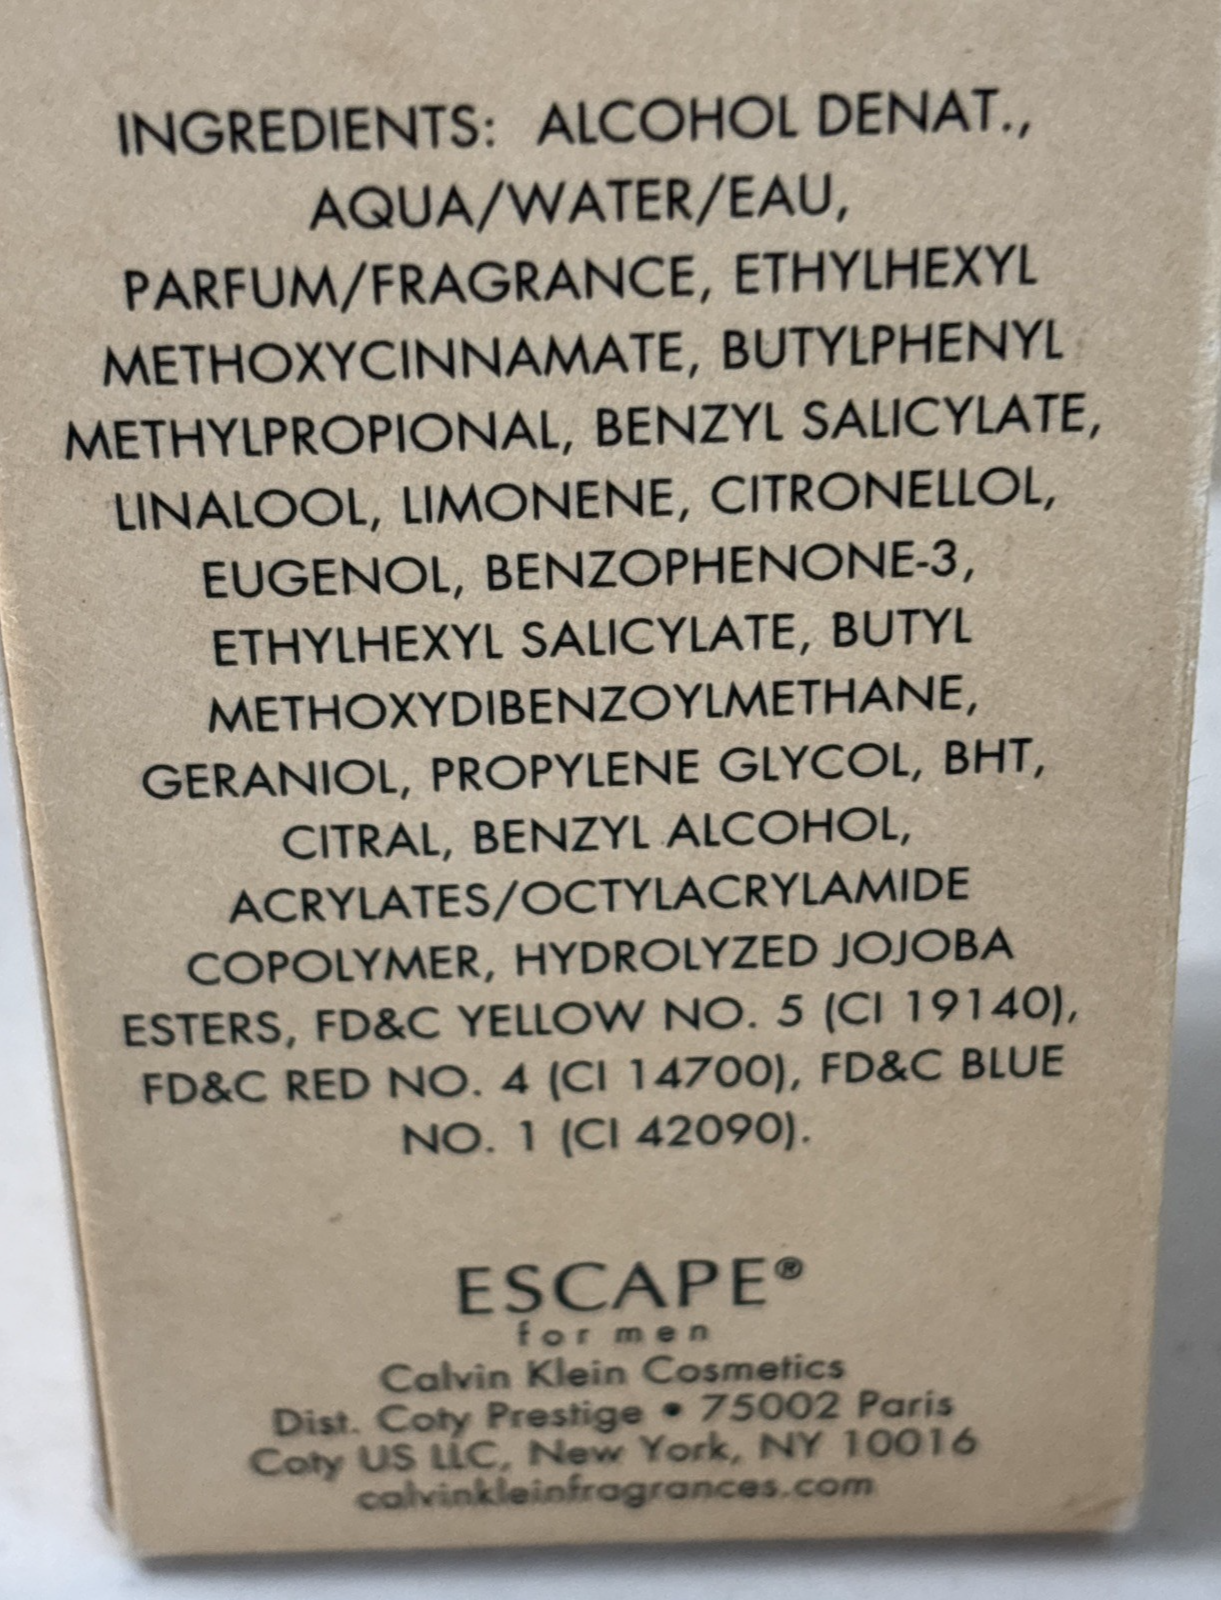 INGREDIENTS: ALCOHOL DENAT.,
AQUA/WATER/EAU,
PARFUM/FRAGRANCE, ETHYLHEXYL
METHOXYCINNAMATE, BUTYLPHENYL
METHYLPROPIONAL, BENZYL SALICYLATE,
LINALOOL, LIMONENE, CITRONELLOL,
EUGENOL, BENZOPHENONE-3,
ETHYLHEXYL SALICYLATE, BUTYL
METHOXYDIBENZOYLMETHANE,
GERANIOL, PROPYLENE GLYCOL, BHT,
CITRAL, BENZYL ALCOHOL,
ACRYLATES/OCTYLACRYLAMIDE
COPOLYMER, HYDROLYZED JOJOBA
ESTERS, FD&C YELLOW NO. 5 (CI 19140),
FD&C RED NO. 4 (CI 14700), FD&C BLUE
NO. 1 (CI 42090).
ESCAPE®
for men
Calvin Klein Cosmetics
Dist. Coty Prestige • 75002 Paris
Coty US LLC, New York, NY 10016
calvinkleinfragrances.com